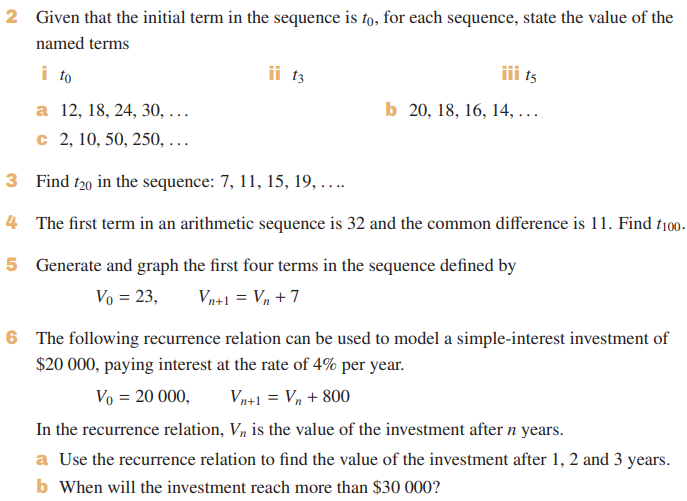 2 Given that the initial term in the sequence is t₀, for each sequence, state the value of the
named terms
i t₀ ii t₃ iii t₅
a 12, 18, 24, 30, . . . b 20, 18, 16, 14, . . .
c 2, 10, 50, 250, . . .
3 Find t₂₀ in the sequence: 7, 11, 15, 19, . . ..
4 The first term in an arithmetic sequence is 32 and the common difference is 11. Find t₁₀₀.
5 Generate and graph the first four terms in the sequence defined by
V₀ = 23, Vₙ₊₁ = Vₙ + 7
6 The following recurrence relation can be used to model a simple-interest investment of
$20 000, paying interest at the rate of 4% per year.
V₀ = 20 000, Vₙ₊₁ = Vₙ + 800
In the recurrence relation, Vₙ is the value of the investment after n years.
a Use the recurrence relation to find the value of the investment after 1, 2 and 3 years.
b When will the investment reach more than $30 000?